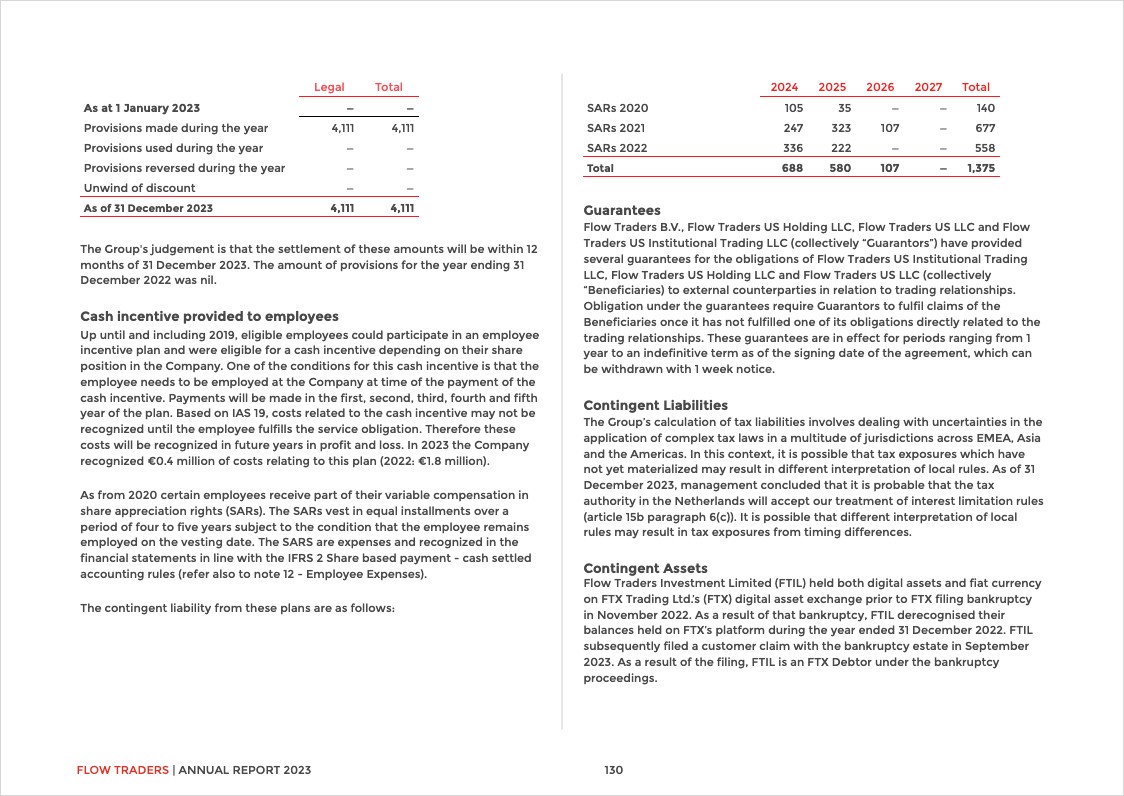 Legal Total
As at 1 January 2023 – –
Provisions made during the year 4,111 4,111
Provisions used during the year – –
Provisions reversed during the year – –
Unwind of discount – –
As of 31 December 2023 4,111 4,111
The Group's judgement is that the settlement of these amounts will be within 12
months of 31 December 2023. The amount of provisions for the year ending 31
December 2022 was nil.
Cash incentive provided to employees
Up until and including 2019, eligible employees could participate in an employee
incentive plan and were eligible for a cash incentive depending on their share
position in the Company. One of the conditions for this cash incentive is that the
employee needs to be employed at the Company at time of the payment of the
cash incentive. Payments will be made in the first, second, third, fourth and fifth
year of the plan. Based on IAS 19, costs related to the cash incentive may not be
recognized until the employee fulfills the service obligation. Therefore these
costs will be recognized in future years in profit and loss. In 2023 the Company
recognized €0.4 million of costs relating to this plan (2022: €1.8 million).
As from 2020 certain employees receive part of their variable compensation in
share appreciation rights (SARs). The SARs vest in equal installments over a
period of four to five years subject to the condition that the employee remains
employed on the vesting date. The SARS are expenses and recognized in the
financial statements in line with the IFRS 2 Share based payment - cash settled
accounting rules (refer also to note 12 - Employee Expenses).
The contingent liability from these plans are as follows:
2024 2025 2026 2027 Total
SARs 2020 105 35 – – 140
SARs 2021 247 323 107 – 677
SARs 2022 336 222 – – 558
Total 688 580 107 – 1,375
Guarantees
Flow Traders B.V., Flow Traders US Holding LLC, Flow Traders US LLC and Flow
Traders US Institutional Trading LLC (collectively “Guarantors”) have provided
several guarantees for the obligations of Flow Traders US Institutional Trading
LLC, Flow Traders US Holding LLC and Flow Traders US LLC (collectively
“Beneficiaries) to external counterparties in relation to trading relationships.
Obligation under the guarantees require Guarantors to fulfil claims of the
Beneficiaries once it has not fulfilled one of its obligations directly related to the
trading relationships. These guarantees are in effect for periods ranging from 1
year to an indefinitive term as of the signing date of the agreement, which can
be withdrawn with 1 week notice.
Contingent Liabilities
The Group’s calculation of tax liabilities involves dealing with uncertainties in the
application of complex tax laws in a multitude of jurisdictions across EMEA, Asia
and the Americas. In this context, it is possible that tax exposures which have
not yet materialized may result in different interpretation of local rules. As of 31
December 2023, management concluded that it is probable that the tax
authority in the Netherlands will accept our treatment of interest limitation rules
(article 15b paragraph 6(c)). It is possible that different interpretation of local
rules may result in tax exposures from timing differences.
Contingent Assets
Flow Traders Investment Limited (FTIL) held both digital assets and fiat currency
on FTX Trading Ltd.’s (FTX) digital asset exchange prior to FTX filing bankruptcy
in November 2022. As a result of that bankruptcy, FTIL derecognised their
balances held on FTX’s platform during the year ended 31 December 2022. FTIL
subsequently filed a customer claim with the bankruptcy estate in September
2023. As a result of the filing, FTIL is an FTX Debtor under the bankruptcy
proceedings.
FLOW TRADERS | ANNUAL REPORT 2023 130